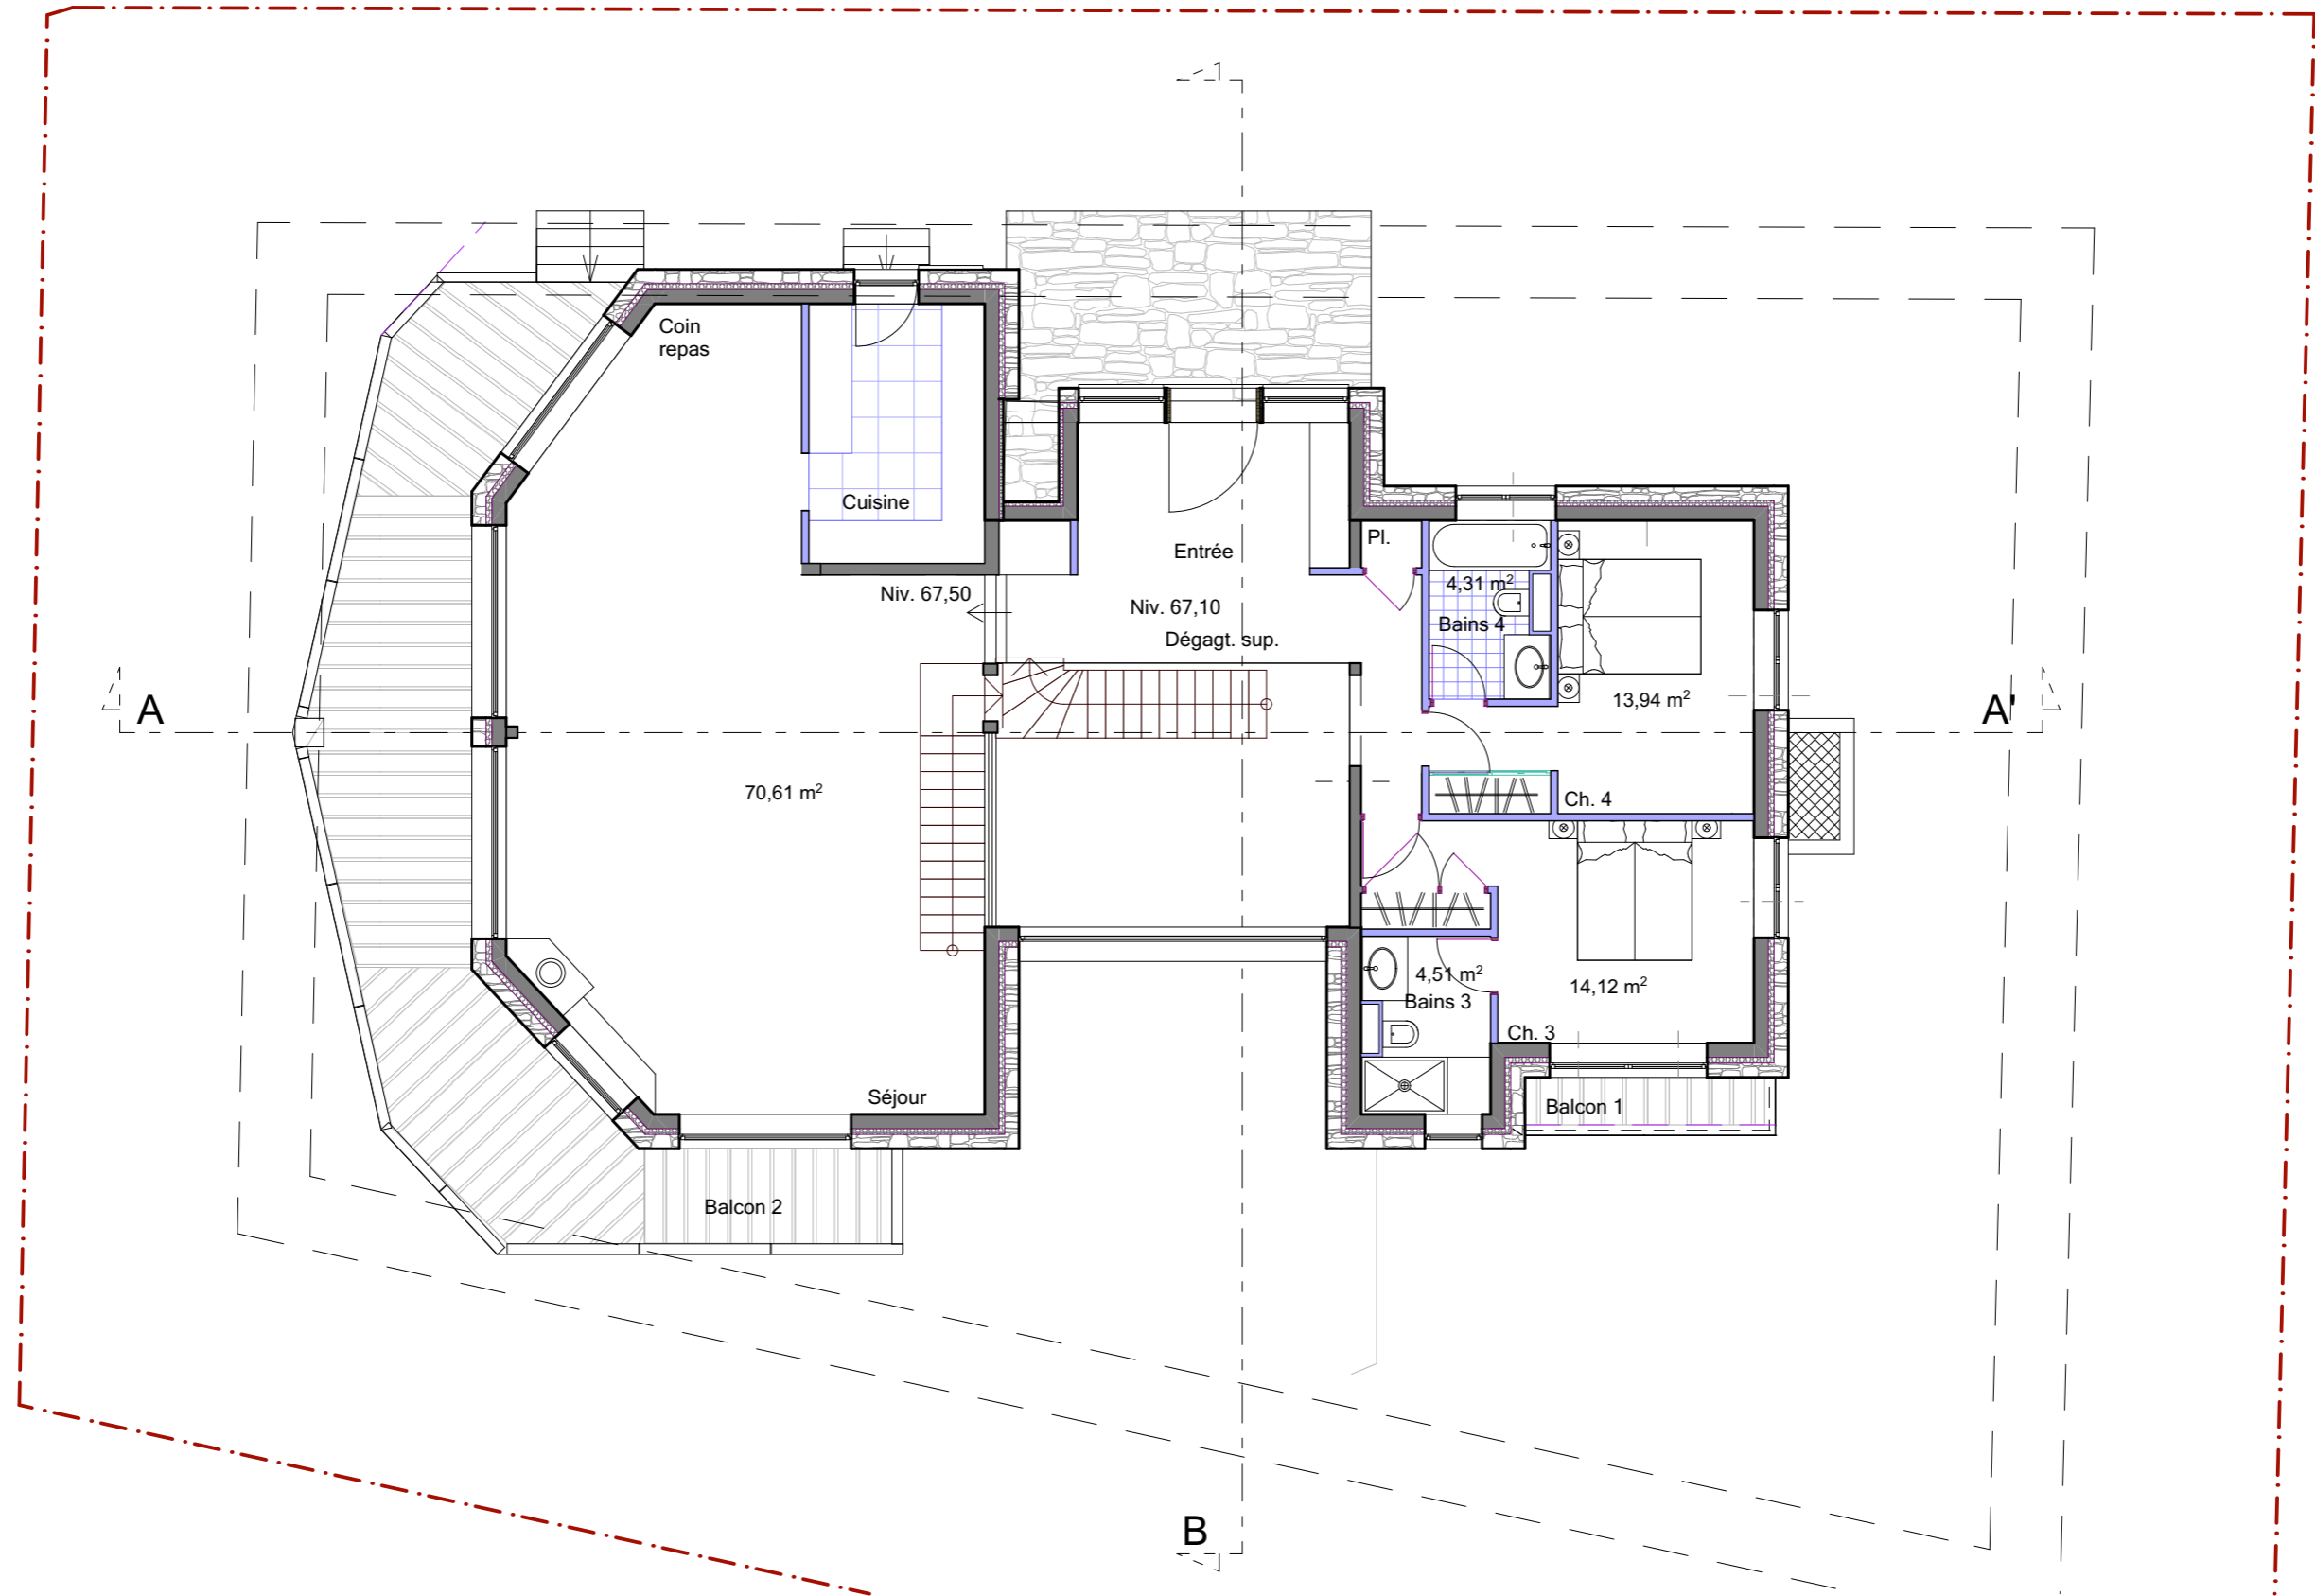 Coin
repas
Cuisine
Entrée
Pl.
4,31 m²
Bains 4
Niv. 67,50
Niv. 67,10
Dégagt. sup.
13,94 m²
A
A'
70,61 m²
Ch. 4
4,51 m²
Bains 3
14,12 m²
Ch. 3
Séjour
Balcon 1
Balcon 2
B